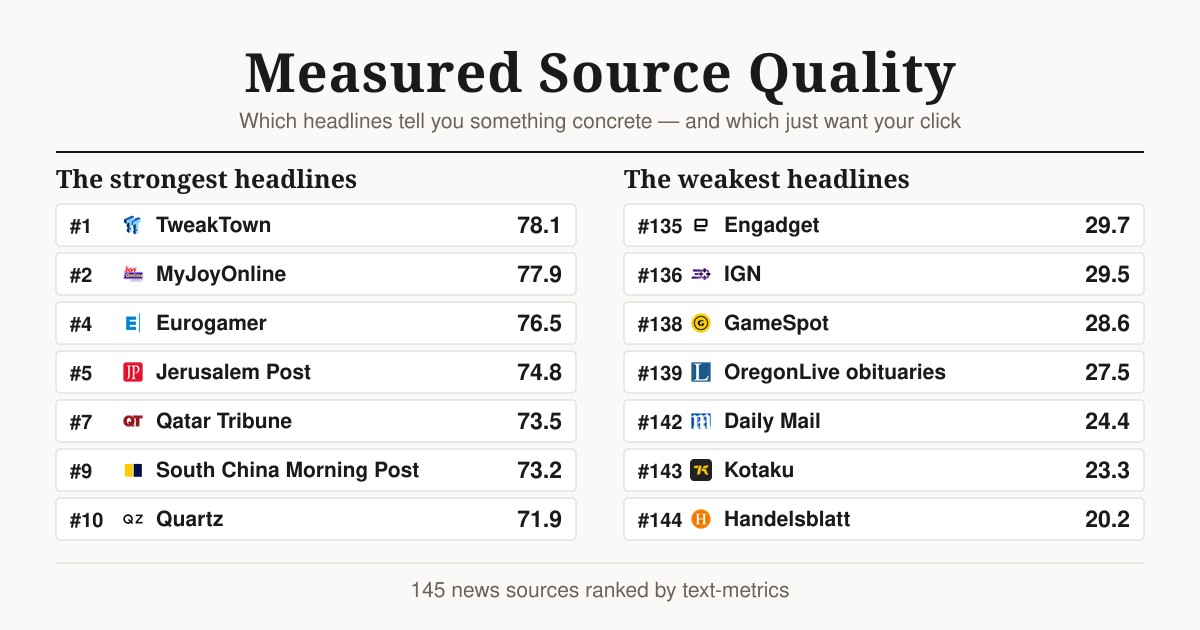 Measured Source Quality
Which headlines tell you something concrete — and which just want your click
The strongest headlines
#1 TweakTown 78.1
#2 MyJoyOnline 77.9
#4 E Eurogamer 76.5
#5 JP Jerusalem Post 74.8
#7 QT Qatar Tribune 73.5
#9 South China Morning Post 73.2
#10 QZ Quartz 71.9
The weakest headlines
#135 e Engadget 29.7
#136 IGN 29.5
#138 G GameSpot 28.6
#139 L OregonLive obituaries 27.5
#142 m Daily Mail 24.4
#143 K Kotaku 23.3
#144 H Handelsblatt 20.2
145 news sources ranked by text-metrics